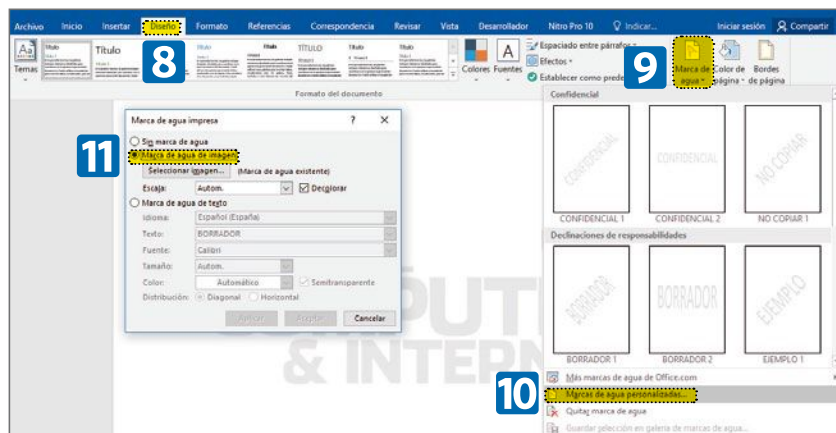 Archivo Inicio Insertar Diseño Formato Referencias Correspondencia Revisar Vista Desarrollador Nitro Pro 10 Indicar... Iniciar sesión Compartir
8
9
Aa
Temas
Título
Título
Título
Título
TÍTULO
Título
Título
Colores
A
Fuentes
Espaciado entre párrafos
Efectos
Establecer como prede
Marca de agua
Color de página
Bordes de página
Formato del documento
Marca de agua impresa ? X
11
Sin marca de agua
Marca de agua de imagen
Seleccionar imagen... (Marca de agua existente)
Escala: Autom. Decolorar
Marca de agua de texto
Idioma: Español (España)
Texto: BORRADOR
Fuente: Calibri
Tamaño: Autom.
Color: Automático Semitransparente
Distribución: Diagonal Horizontal
Aplicar Aceptar Cancelar
& INTER
Confidencial
CONFIDENCIAL CONFIDENCIAL NO COPIAR
CONFIDENCIAL 1 CONFIDENCIAL 2 NO COPIAR 1
Declinaciones de responsabilidades
BORRADOR BORRADOR EJEMPLO
BORRADOR 1 BORRADOR 2 EJEMPLO 1
10
Más marcas de agua de Office.com
Marcas de agua personalizadas...
Quitar marca de agua
Guardar selección en galería de marcas de agua...